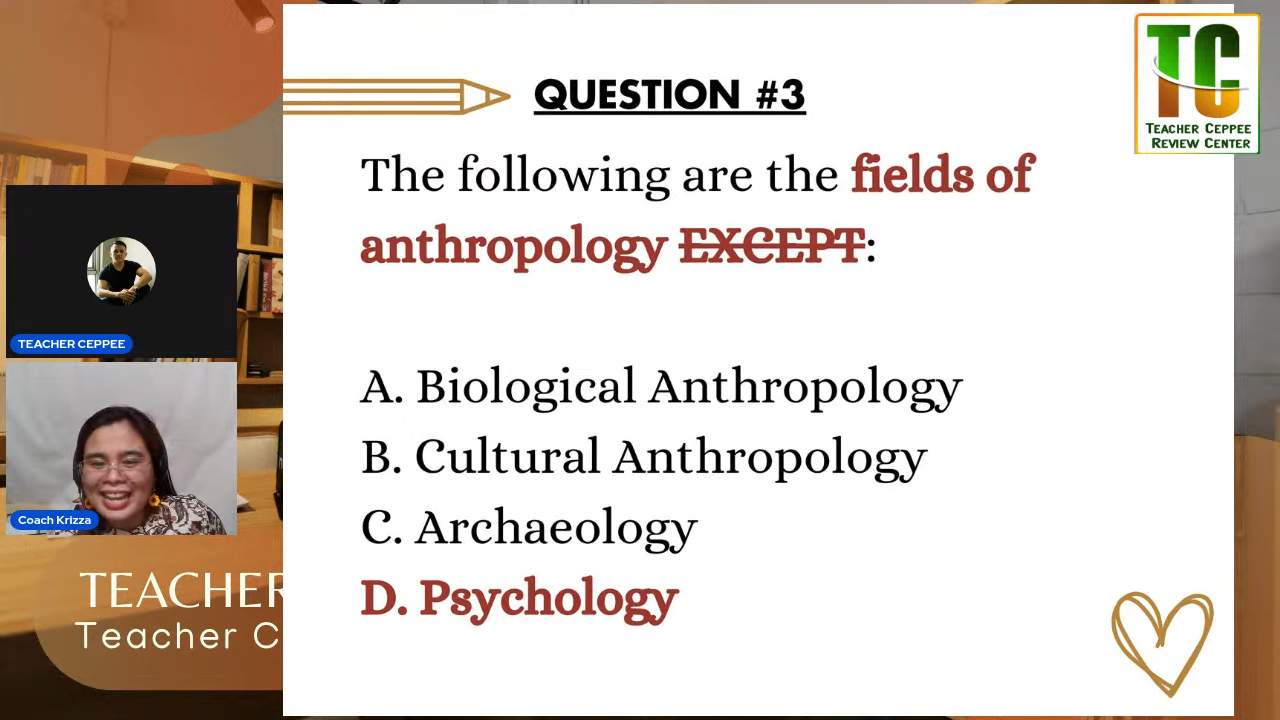 QUESTION #3
The following are the fields of
anthropology EXCEPT:
A. Biological Anthropology
B. Cultural Anthropology
C. Archaeology
D. Psychology
TC
TEACHER CEPPEE
REVIEW CENTER
TEACHER CEPPEE
Coach Krizza
TEACHER
Teacher C